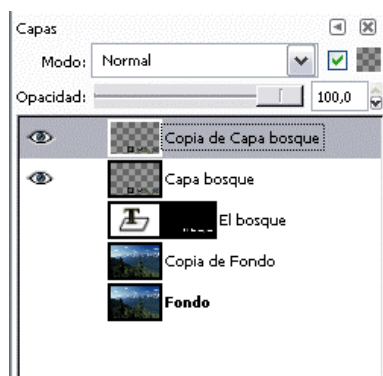 Capas
Modo: Normal
Opacidad: 100,0
Copia de Capa bosque
Capa bosque
T El bosque
Copia de Fondo
Fondo